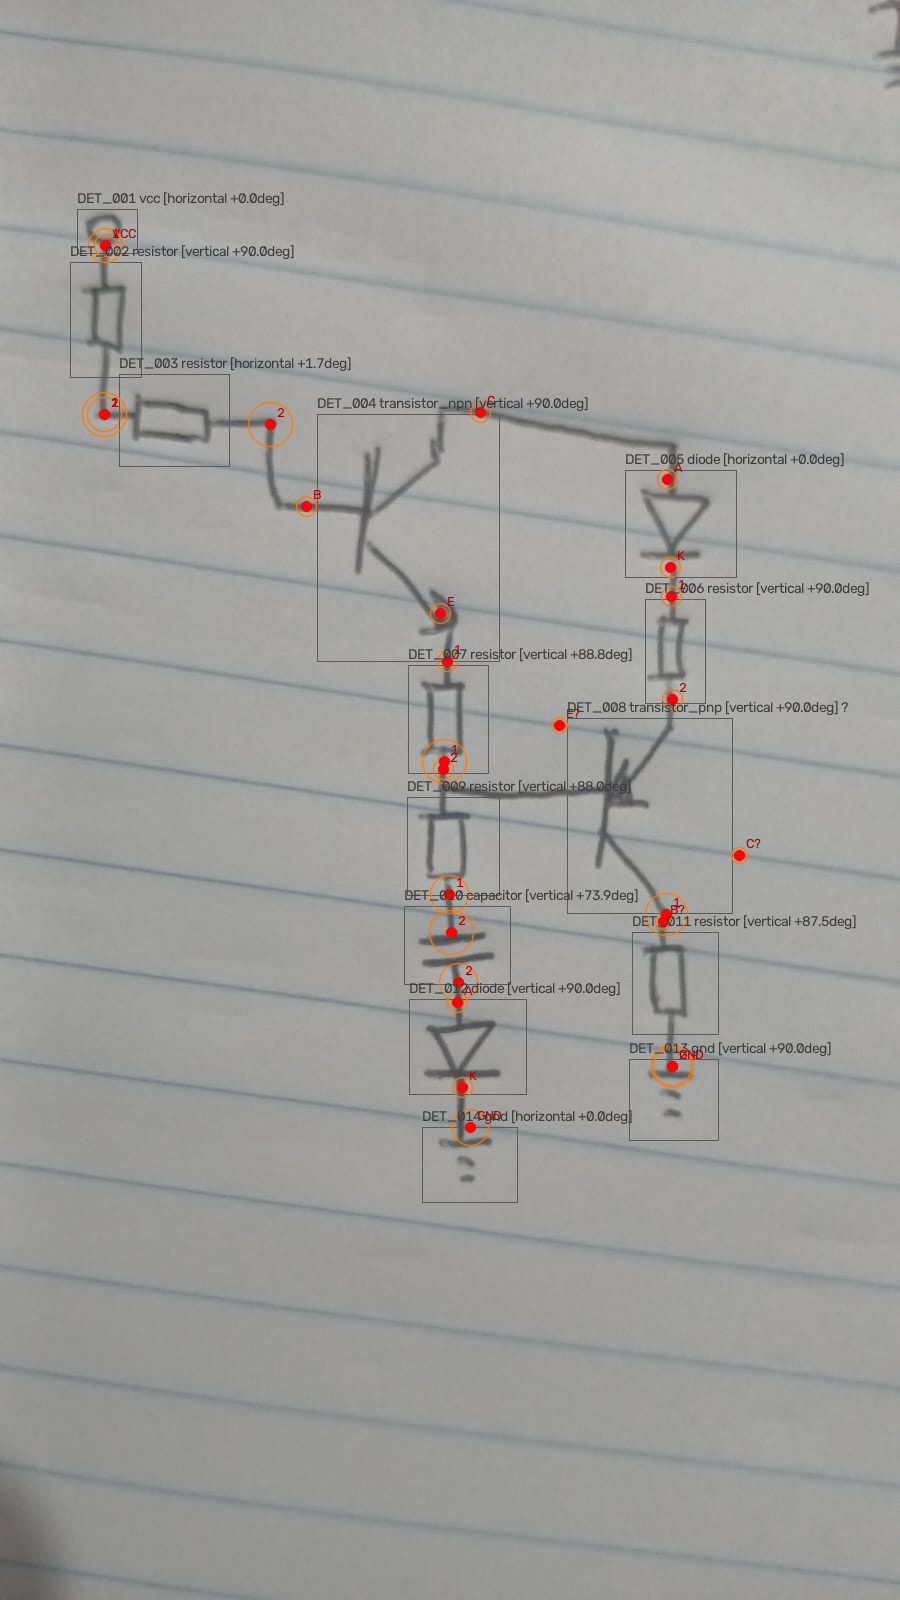 DET_001 vcc [horizontal +0.0deg]
VCC
DET_002 resistor [vertical +90.0deg]
DET_003 resistor [horizontal +1.7deg]
2
2
DET_004 transistor_npn [vertical +90.0deg]
C
B
E
DET_005 diode [horizontal +0.0deg]
A
K
DET_006 resistor [vertical +90.0deg]
1
2
DET_007 resistor [vertical +88.8deg]
1
DET_008 transistor_pnp [vertical +90.0deg] ?
E?
C?
B?
1
2
DET_009 resistor [vertical +88.0deg]
1
DET_010 capacitor [vertical +73.9deg]
2
2
1
DET_011 resistor [vertical +87.5deg]
DET_012 diode [vertical +90.0deg]
A
K
DET_013 gnd [vertical +90.0deg]
GND
DET_014 gnd [horizontal +0.0deg]
GND